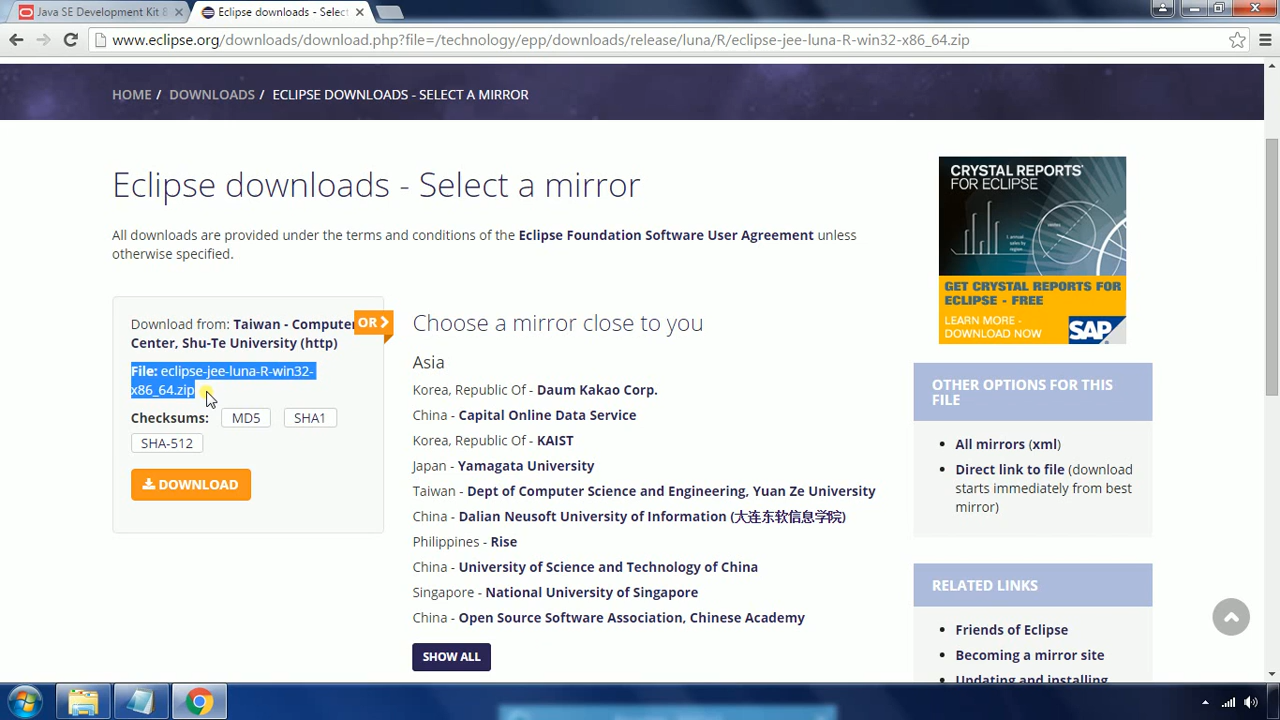 Java SE Development Kit 8
Eclipse downloads - Select
www.eclipse.org/downloads/download.php?file=/technology/epp/downloads/release/luna/R/eclipse-jee-luna-R-win32-x86_64.zip
HOME / DOWNLOADS / ECLIPSE DOWNLOADS - SELECT A MIRROR
Eclipse downloads - Select a mirror
All downloads are provided under the terms and conditions of the Eclipse Foundation Software User Agreement unless
otherwise specified.
Download from: Taiwan - Computer
Center, Shu-Te University (http)
OR
File: eclipse-jee-luna-R-win32-
x86_64.zip
Checksums: MD5 SHA1
SHA-512
DOWNLOAD
Choose a mirror close to you
Asia
Korea, Republic Of - Daum Kakao Corp.
China - Capital Online Data Service
Korea, Republic Of - KAIST
Japan - Yamagata University
Taiwan - Dept of Computer Science and Engineering, Yuan Ze University
China - Dalian Neusoft University of Information (大连东软信息学院)
Philippines - Rise
China - University of Science and Technology of China
Singapore - National University of Singapore
China - Open Source Software Association, Chinese Academy
SHOW ALL
CRYSTAL REPORTS'
FOR ECLIPSE
GET CRYSTAL REPORTS FOR
ECLIPSE - FREE
LEARN MORE -
DOWNLOAD NOW
SAP
OTHER OPTIONS FOR THIS
FILE
All mirrors (xml)
Direct link to file (download
starts immediately from best
mirror)
RELATED LINKS
Friends of Eclipse
Becoming a mirror site
Updating and installing